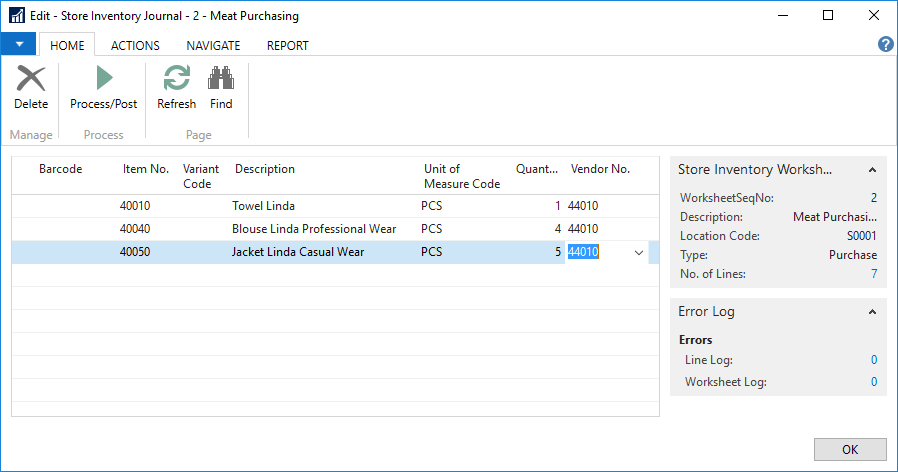 Edit - Store Inventory Journal - 2 - Meat Purchasing
HOME ACTIONS NAVIGATE REPORT
Delete Process/Post Refresh Find
Manage Process Page
Barcode Item No. Variant Code Description Unit of Measure Code Quant... Vendor No.
40010 Towel Linda PCS 1 44010
40040 Blouse Linda Professional Wear PCS 4 44010
40050 Jacket Linda Casual Wear PCS 5 44010
Store Inventory Worksh...
WorksheetSeqNo: 2
Description: Meat Purchasi...
Location Code: S0001
Type: Purchase
No. of Lines: 7
Error Log
Errors
Line Log: 0
Worksheet Log: 0
OK